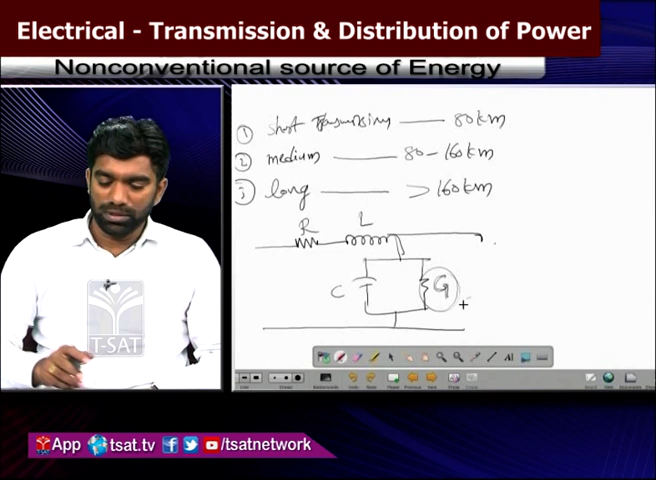 Electrical - Transmission & Distribution of Power
Nonconventional source of Energy
① short Transmission — 80km
② medium — 80 - 160km
③ long — > 160km
R
L
C
G
T-SAT
App
tsat.tv
/tsatnetwork